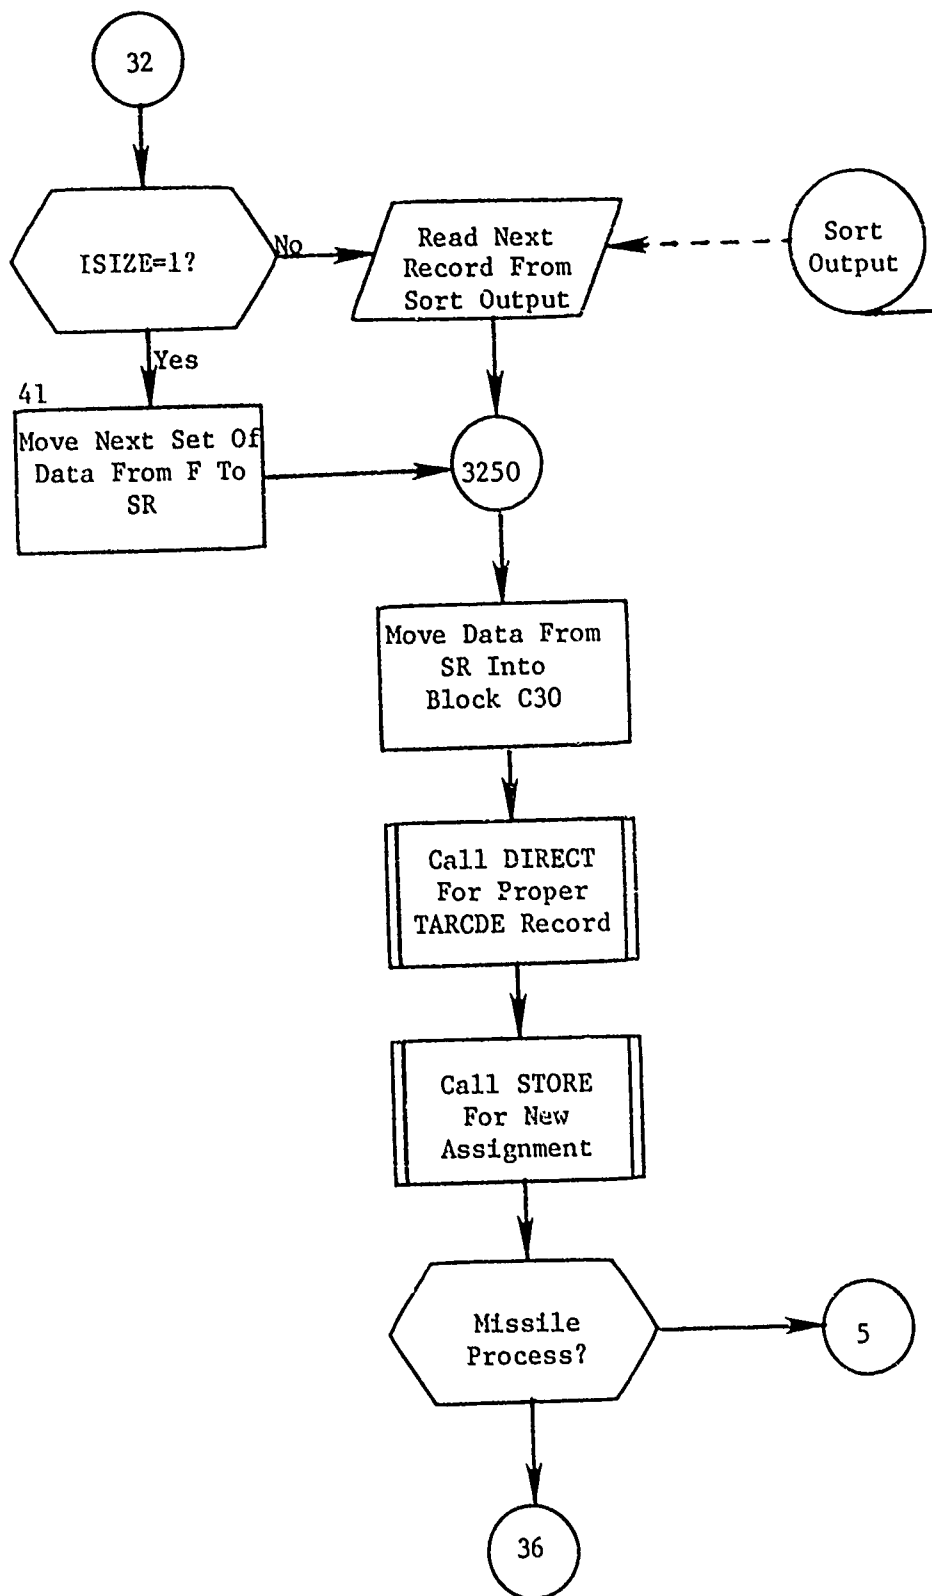 32
ISIZE=1?
No
Read Next
Record From
Sort Output
Sort
Output
Yes
41
Move Next Set Of
Data From F To
SR
3250
Move Data From
SR Into
Block C30
Call DIRECT
For Proper
TARCDE Record
Call STORE
For New
Assignment
Missile
Process?
5
36